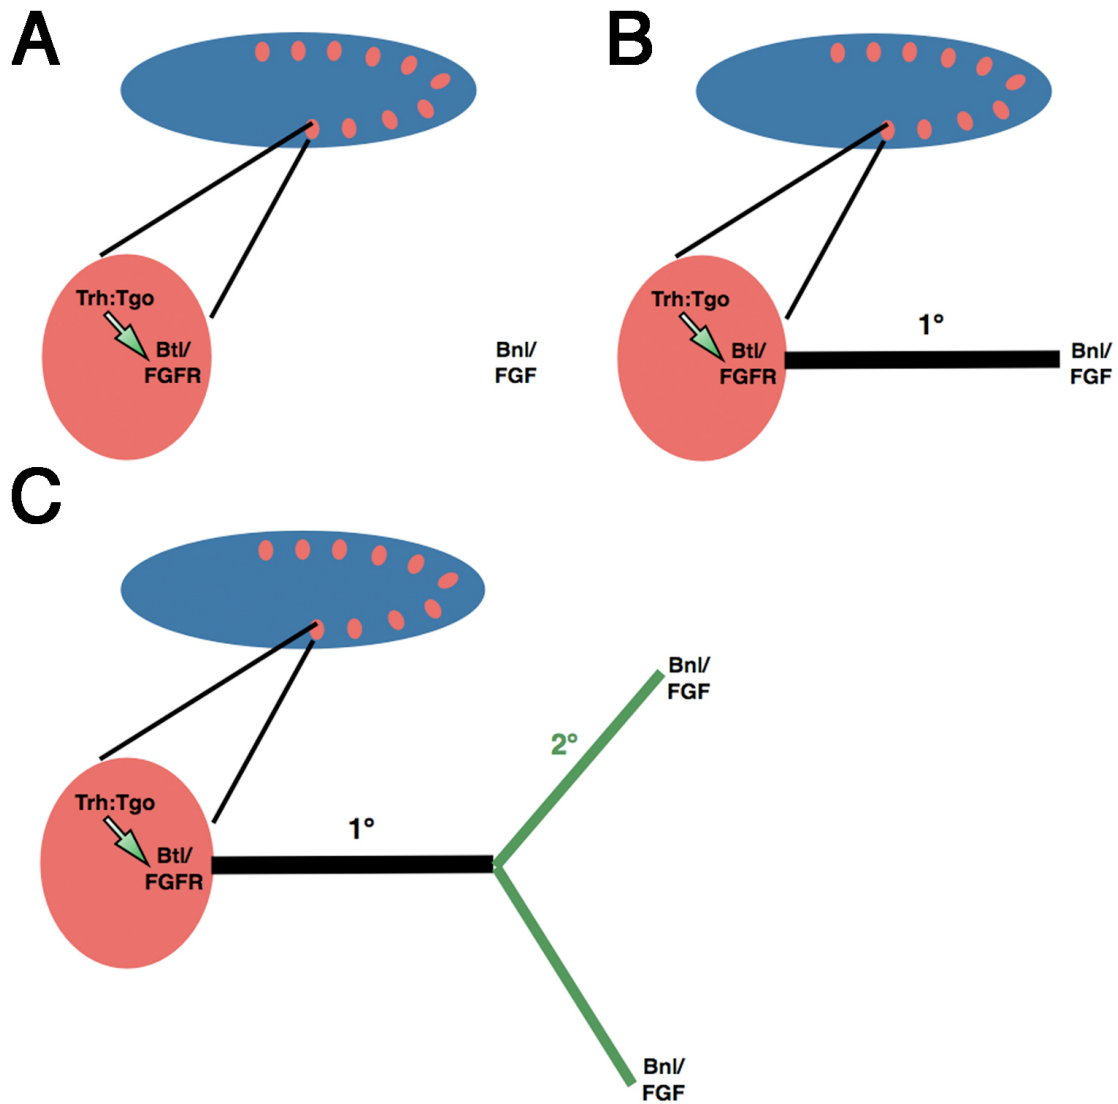 A
Trh:Tgo
Btl/
FGFR
Bnl/
FGF
B
Trh:Tgo
Btl/
FGFR
1°
Bnl/
FGF
C
Trh:Tgo
Btl/
FGFR
1°
2°
Bnl/
FGF
Bnl/
FGF